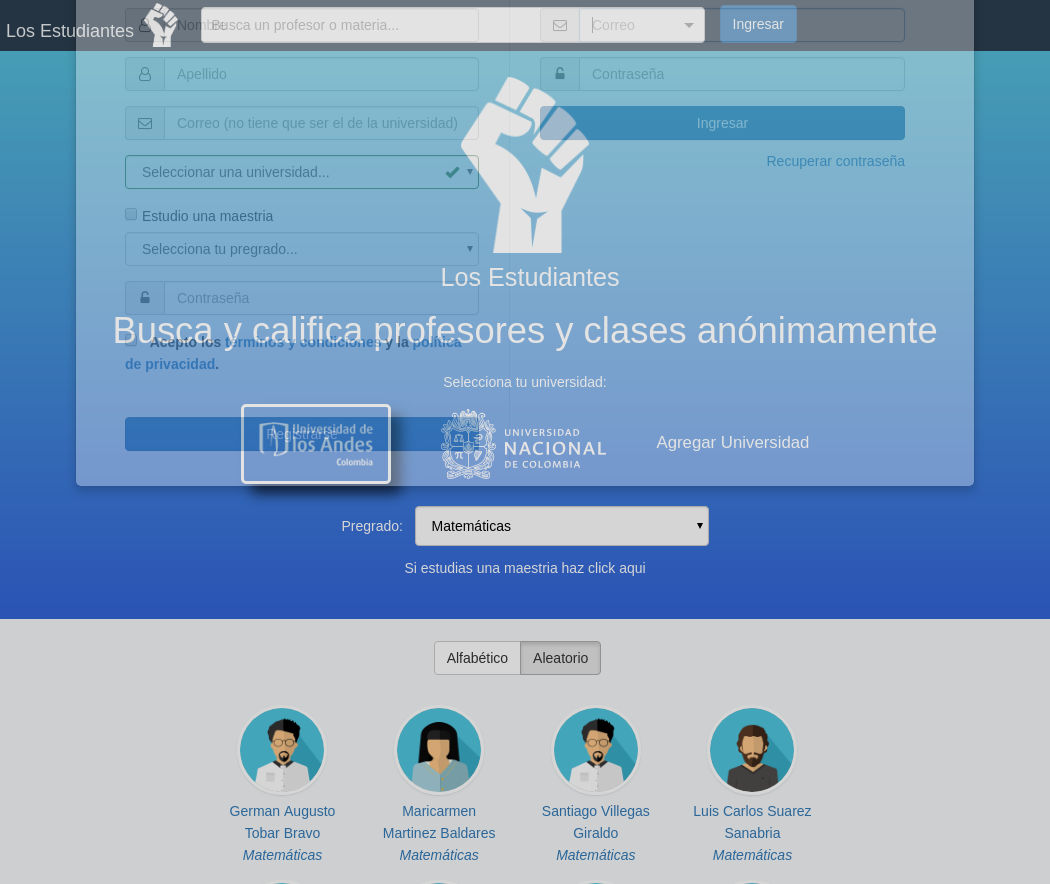 Los Estudiantes
Nombre
Busca un profesor o materia...
Correo
Ingresar
Apellido
Contraseña
Correo (no tiene que ser el de la universidad)
Ingresar
Seleccionar una universidad...
Recuperar contraseña
Estudio una maestria
Selecciona tu pregrado...
Los Estudiantes
Contraseña
Busca y califica profesores y clases anónimamente
Acepto los términos y condiciones y la política
de privacidad.
Selecciona tu universidad:
Registrarse
Universidad de
los Andes
Colombia
UNIVERSIDAD
NACIONAL
DE COLOMBIA
Agregar Universidad
Pregrado:
Matemáticas
Si estudias una maestria haz click aqui
Alfabético
Aleatorio
German Augusto
Tobar Bravo
Matemáticas
Maricarmen
Martinez Baldares
Matemáticas
Santiago Villegas
Giraldo
Matemáticas
Luis Carlos Suarez
Sanabria
Matemáticas